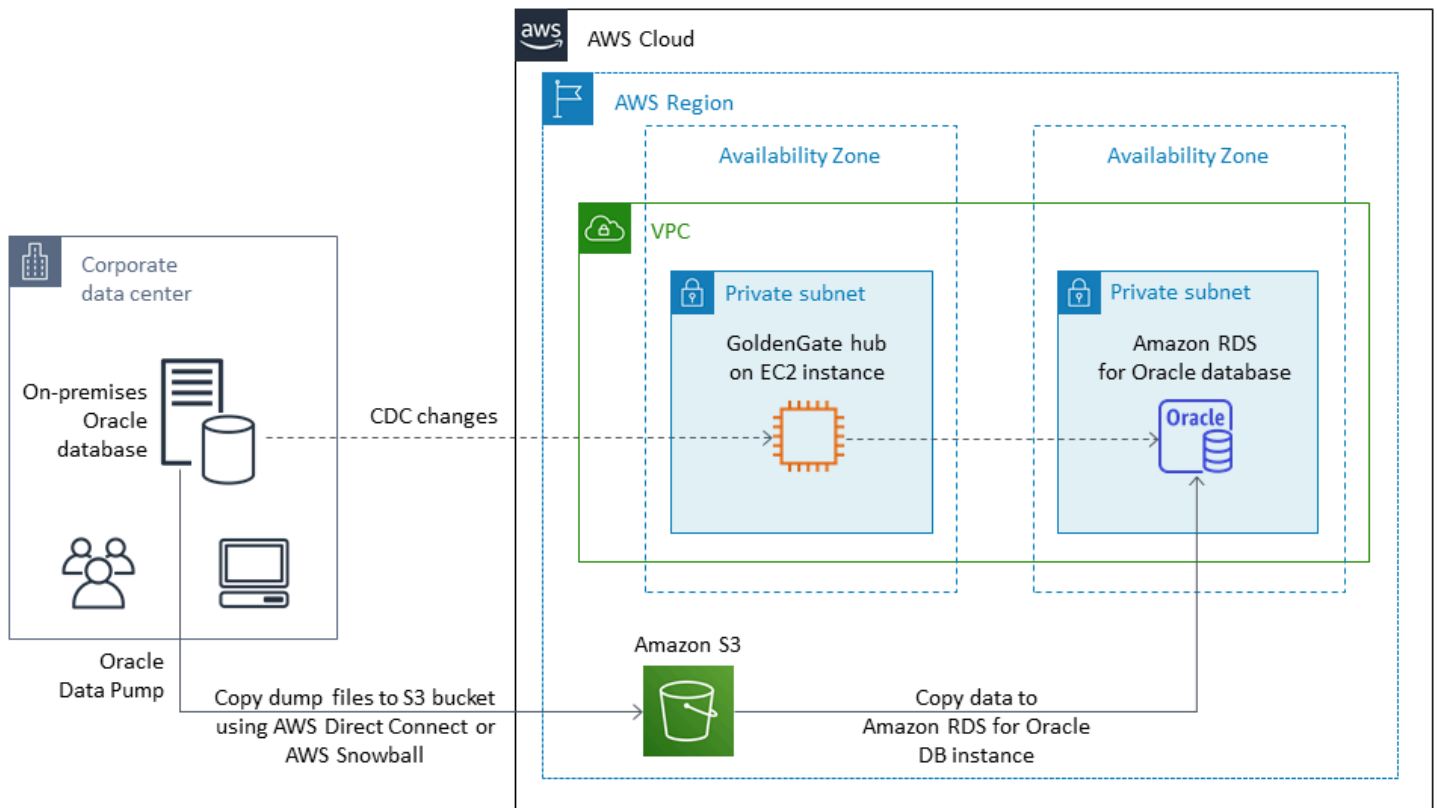 aws
AWS Cloud
AWS Region
Availability Zone
Availability Zone
VPC
Corporate
data center
Private subnet
Private subnet
GoldenGate hub
on EC2 instance
Amazon RDS
for Oracle database
On-premises
Oracle
database
CDC changes
Oracle
Amazon S3
Oracle
Data Pump
Copy dump files to S3 bucket
using AWS Direct Connect or
AWS Snowball
Copy data to
Amazon RDS for Oracle
DB instance